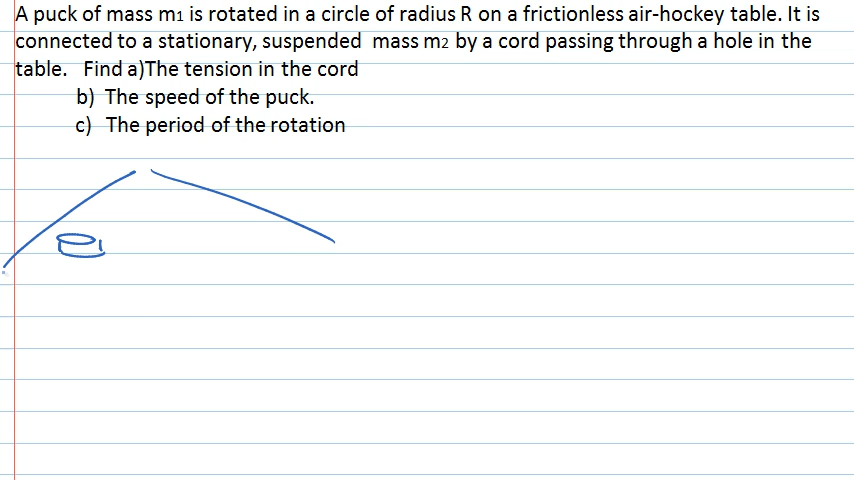 A puck of mass m1 is rotated in a circle of radius R on a frictionless air-hockey table. It is
connected to a stationary, suspended mass m2 by a cord passing through a hole in the
table. Find a)The tension in the cord
b) The speed of the puck.
c) The period of the rotation